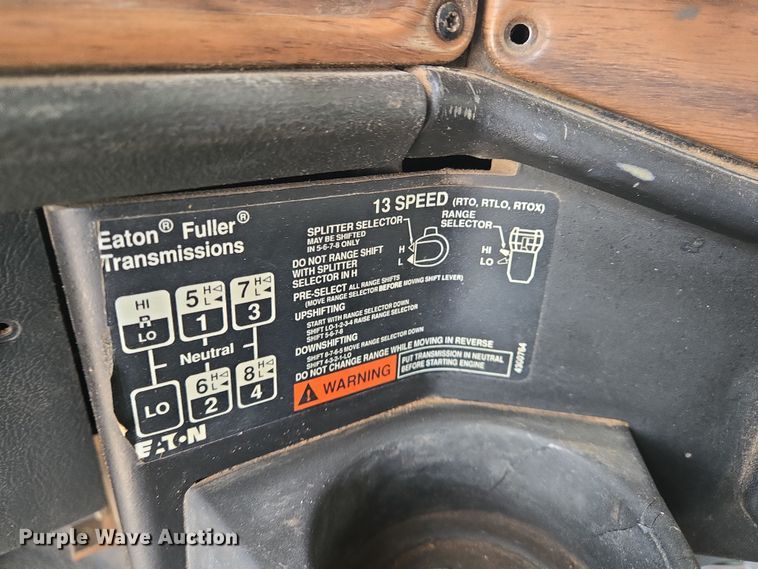 Eaton® Fuller®
Transmissions
13 SPEED (RTO, RTLO, RTOX)
SPLITTER SELECTOR
MAY BE SHIFTED
IN 5-6-7-8 ONLY
H
L
RANGE
SELECTOR
HI
LO
DO NOT RANGE SHIFT
WITH SPLITTER
SELECTOR IN H
PRE-SELECT ALL RANGE SHIFTS
(MOVE RANGE SELECTOR BEFORE MOVING SHIFT LEVER)
UPSHIFTING
START WITH RANGE SELECTOR DOWN
SHIFT LO-1-2-3-4 RAISE RANGE SELECTOR
SHIFT 5-6-7-8
DOWNSHIFTING
SHIFT 8-7-6-5 MOVE RANGE SELECTOR DOWN
SHIFT 4-3-2-1-LO
DO NOT CHANGE RANGE WHILE MOVING IN REVERSE
WARNING
PUT TRANSMISSION IN NEUTRAL
BEFORE STARTING ENGINE
HI
R
LO
5 H
L
1
7 H
L
3
Neutral
LO
6 H
L
2
8 H
L
4
EATON
Purple Wave Auction